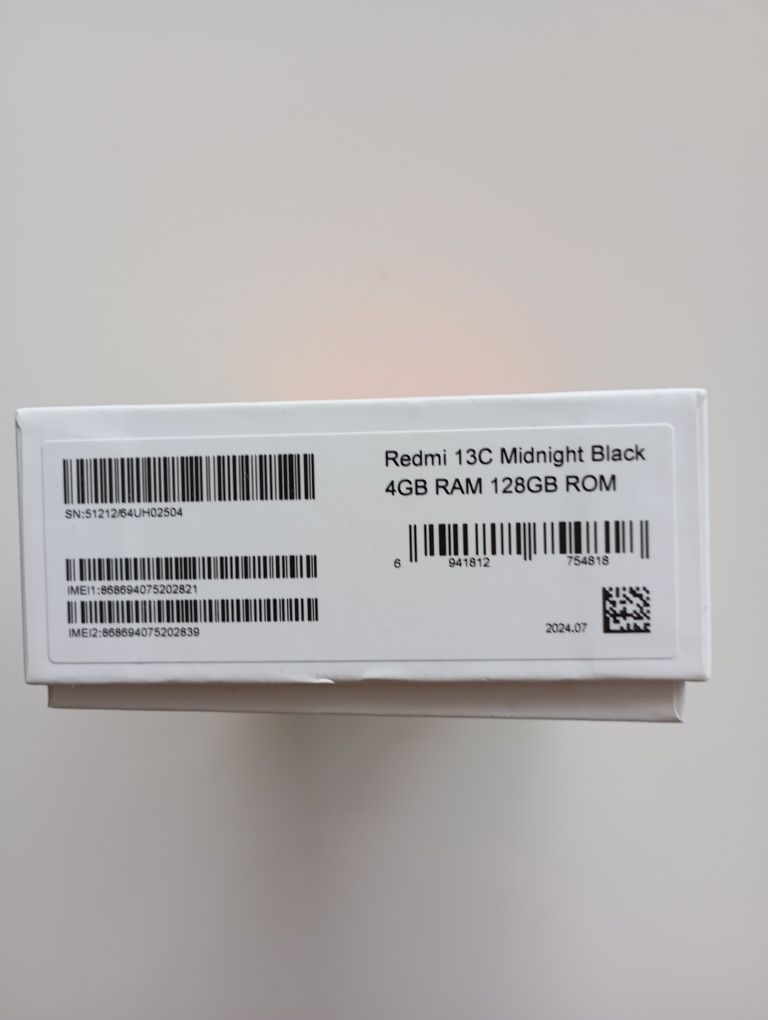 Redmi 13C Midnight Black
4GB RAM 128GB ROM
SN:51212/64UH02504
6 941812 754818
IMEI1:868694075202821
IMEI2:868694075202839
2024.07